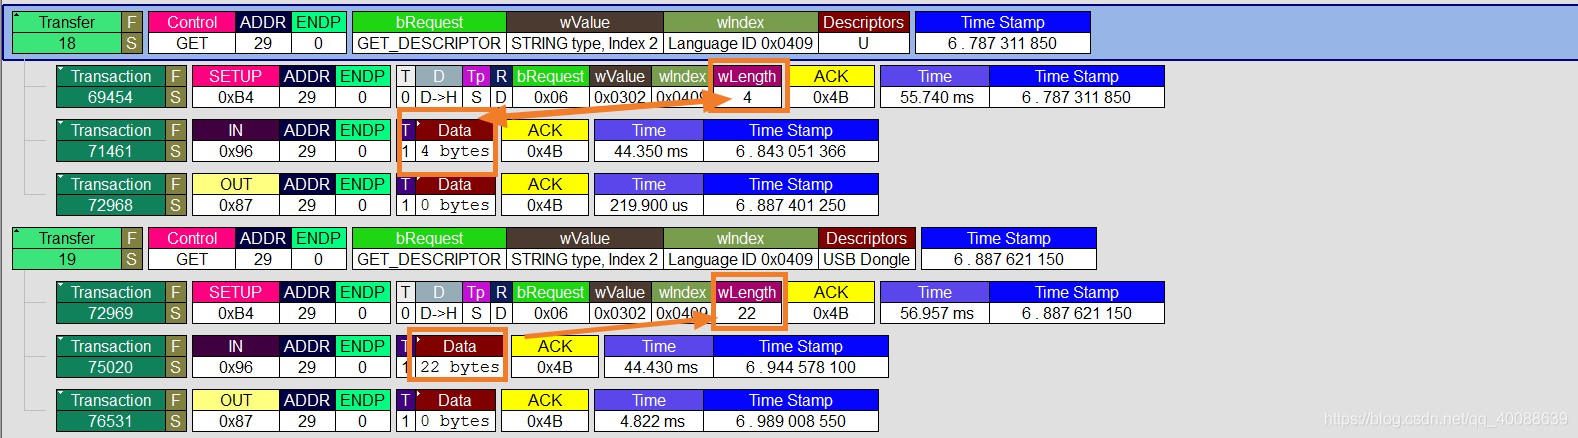 Transfer F Control ADDR ENDP bRequest wValue wIndex Descriptors Time Stamp
18 S GET 29 0 GET_DESCRIPTOR STRING type, Index 2 Language ID 0x0409 U 6 . 787 311 850
Transaction F SETUP ADDR ENDP T D Tp R bRequest wValue wIndex wLength ACK Time Time Stamp
69454 S 0xB4 29 0 0 D->H S D 0x06 0x0302 0x0409 4 0x4B 55.740 ms 6 . 787 311 850
Transaction F IN ADDR ENDP T Data ACK Time Time Stamp
71461 S 0x96 29 0 1 4 bytes 0x4B 44.350 ms 6 . 843 051 366
Transaction F OUT ADDR ENDP T Data ACK Time Time Stamp
72968 S 0x87 29 0 1 0 bytes 0x4B 219.900 us 6 . 887 401 250
Transfer F Control ADDR ENDP bRequest wValue wIndex Descriptors Time Stamp
19 S GET 29 0 GET_DESCRIPTOR STRING type, Index 2 Language ID 0x0409 USB Dongle 6 . 887 621 150
Transaction F SETUP ADDR ENDP T D Tp R bRequest wValue wIndex wLength ACK Time Time Stamp
72969 S 0xB4 29 0 0 D->H S D 0x06 0x0302 0x0409 22 0x4B 56.957 ms 6 . 887 621 150
Transaction F IN ADDR ENDP T Data ACK Time Time Stamp
75020 S 0x96 29 0 1 22 bytes 0x4B 44.430 ms 6 . 944 578 100
Transaction F OUT ADDR ENDP T Data ACK Time Time Stamp
76531 S 0x87 29 0 1 0 bytes 0x4B 4.822 ms 6 . 989 008 550
https://blog.csdn.net/qq_40088639